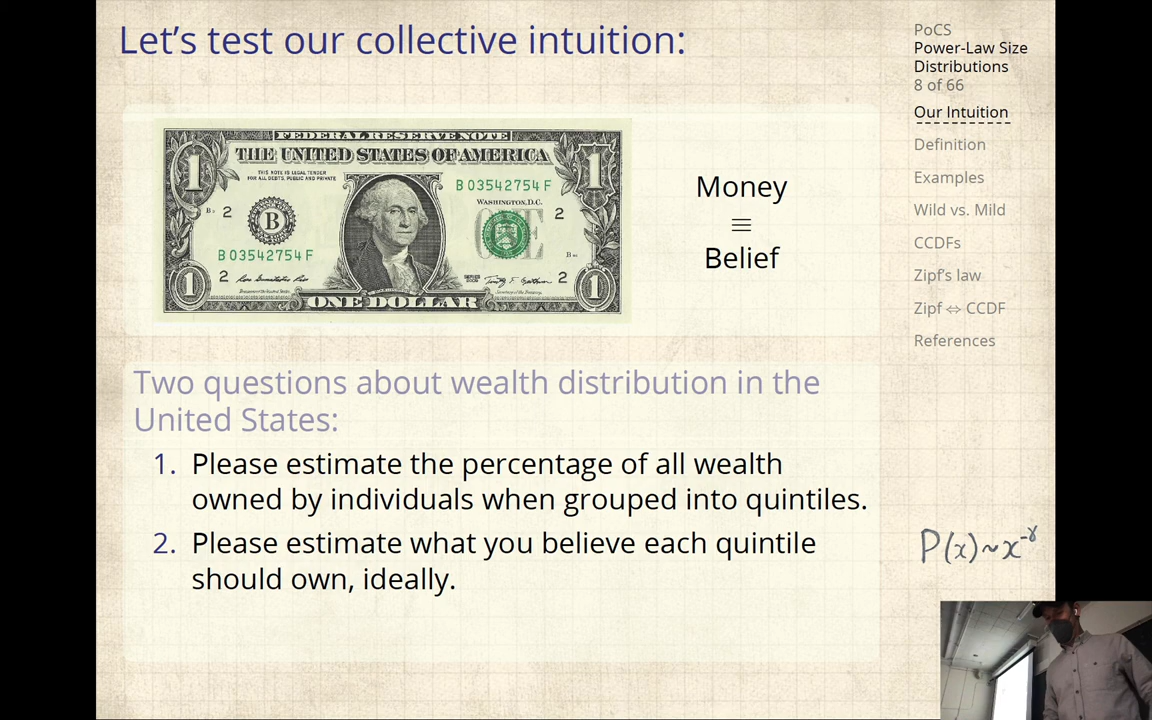 Let's test our collective intuition:
FEDERAL RESERVE NOTE
THE UNITED STATES OF AMERICA
THIS NOTE IS LEGAL TENDER
FOR ALL DEBTS, PUBLIC AND PRIVATE
B 03542754 F
WASHINGTON, D.C.
1
1
2
2
B
ONE
B 03542754 F
2
2
1
1
ONE DOLLAR
Money
≡
Belief
Two questions about wealth distribution in the
United States:
1. Please estimate the percentage of all wealth
owned by individuals when grouped into quintiles.
2. Please estimate what you believe each quintile
should own, ideally.
PoCS
Power-Law Size
Distributions
8 of 66
Our Intuition
Definition
Examples
Wild vs. Mild
CCDFs
Zipf's law
Zipf ⇔ CCDF
References
P(x)~x^-γ